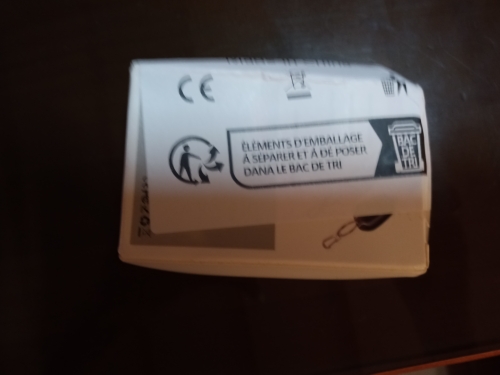 CE
ÉLÉMENTS D'EMBALLAGE
À SÉPARER ET À DÉPOSER
DANA LE BAC DE TRI
BAC
DE
TRI